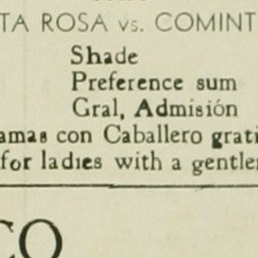 TA ROSA vs. COMINT
Shade
Preference sum
Gral, Admisión
amas con Caballero grati
for ladies with a gentle
CO